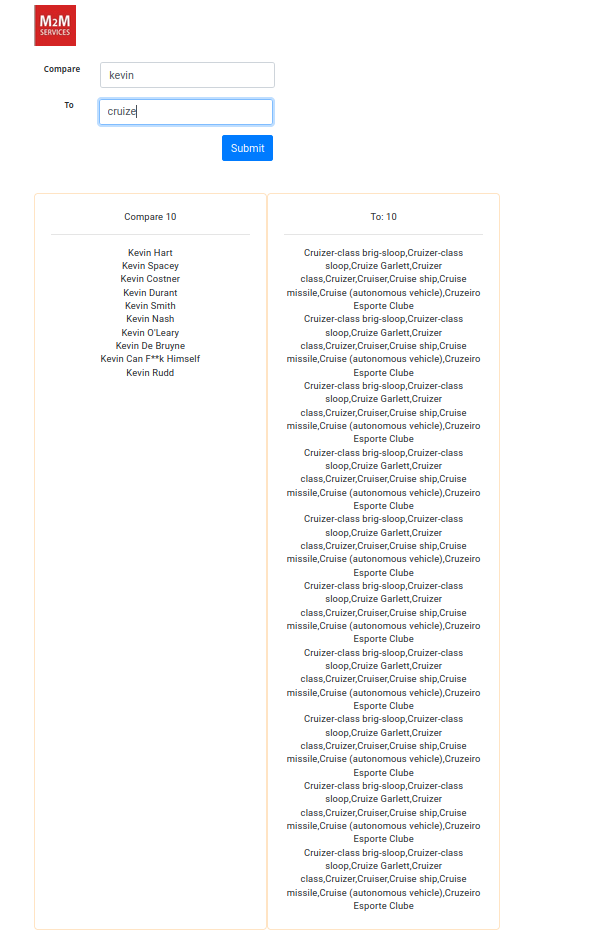 M2M
SERVICES
Compare
kevin
To
cruize
Submit
Compare 10
Kevin Hart
Kevin Spacey
Kevin Costner
Kevin Durant
Kevin Smith
Kevin Nash
Kevin O'Leary
Kevin De Bruyne
Kevin Can F**k Himself
Kevin Rudd
To: 10
Cruizer-class brig-sloop,Cruizer-class
sloop,Cruize Garlett,Cruizer
class,Cruizer,Cruiser,Cruise ship,Cruise
missile,Cruise (autonomous vehicle),Cruzeiro
Esporte Clube
Cruizer-class brig-sloop,Cruizer-class
sloop,Cruize Garlett,Cruizer
class,Cruizer,Cruiser,Cruise ship,Cruise
missile,Cruise (autonomous vehicle),Cruzeiro
Esporte Clube
Cruizer-class brig-sloop,Cruizer-class
sloop,Cruize Garlett,Cruizer
class,Cruizer,Cruiser,Cruise ship,Cruise
missile,Cruise (autonomous vehicle),Cruzeiro
Esporte Clube
Cruizer-class brig-sloop,Cruizer-class
sloop,Cruize Garlett,Cruizer
class,Cruizer,Cruiser,Cruise ship,Cruise
missile,Cruise (autonomous vehicle),Cruzeiro
Esporte Clube
Cruizer-class brig-sloop,Cruizer-class
sloop,Cruize Garlett,Cruizer
class,Cruizer,Cruiser,Cruise ship,Cruise
missile,Cruise (autonomous vehicle),Cruzeiro
Esporte Clube
Cruizer-class brig-sloop,Cruizer-class
sloop,Cruize Garlett,Cruizer
class,Cruizer,Cruiser,Cruise ship,Cruise
missile,Cruise (autonomous vehicle),Cruzeiro
Esporte Clube
Cruizer-class brig-sloop,Cruizer-class
sloop,Cruize Garlett,Cruizer
class,Cruizer,Cruiser,Cruise ship,Cruise
missile,Cruise (autonomous vehicle),Cruzeiro
Esporte Clube
Cruizer-class brig-sloop,Cruizer-class
sloop,Cruize Garlett,Cruizer
class,Cruizer,Cruiser,Cruise ship,Cruise
missile,Cruise (autonomous vehicle),Cruzeiro
Esporte Clube
Cruizer-class brig-sloop,Cruizer-class
sloop,Cruize Garlett,Cruizer
class,Cruizer,Cruiser,Cruise ship,Cruise
missile,Cruise (autonomous vehicle),Cruzeiro
Esporte Clube
Cruizer-class brig-sloop,Cruizer-class
sloop,Cruize Garlett,Cruizer
class,Cruizer,Cruiser,Cruise ship,Cruise
missile,Cruise (autonomous vehicle),Cruzeiro
Esporte Clube